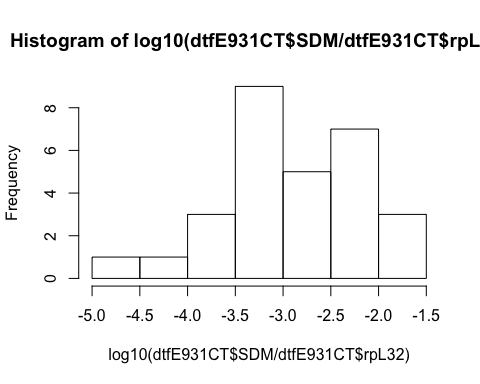 Histogram of log10(dtfE931CT$SDM/dtfE931CT$rpL
Frequency
8
6
4
2
0
-5.0 -4.5 -4.0 -3.5 -3.0 -2.5 -2.0 -1.5
log10(dtfE931CT$SDM/dtfE931CT$rpL32)